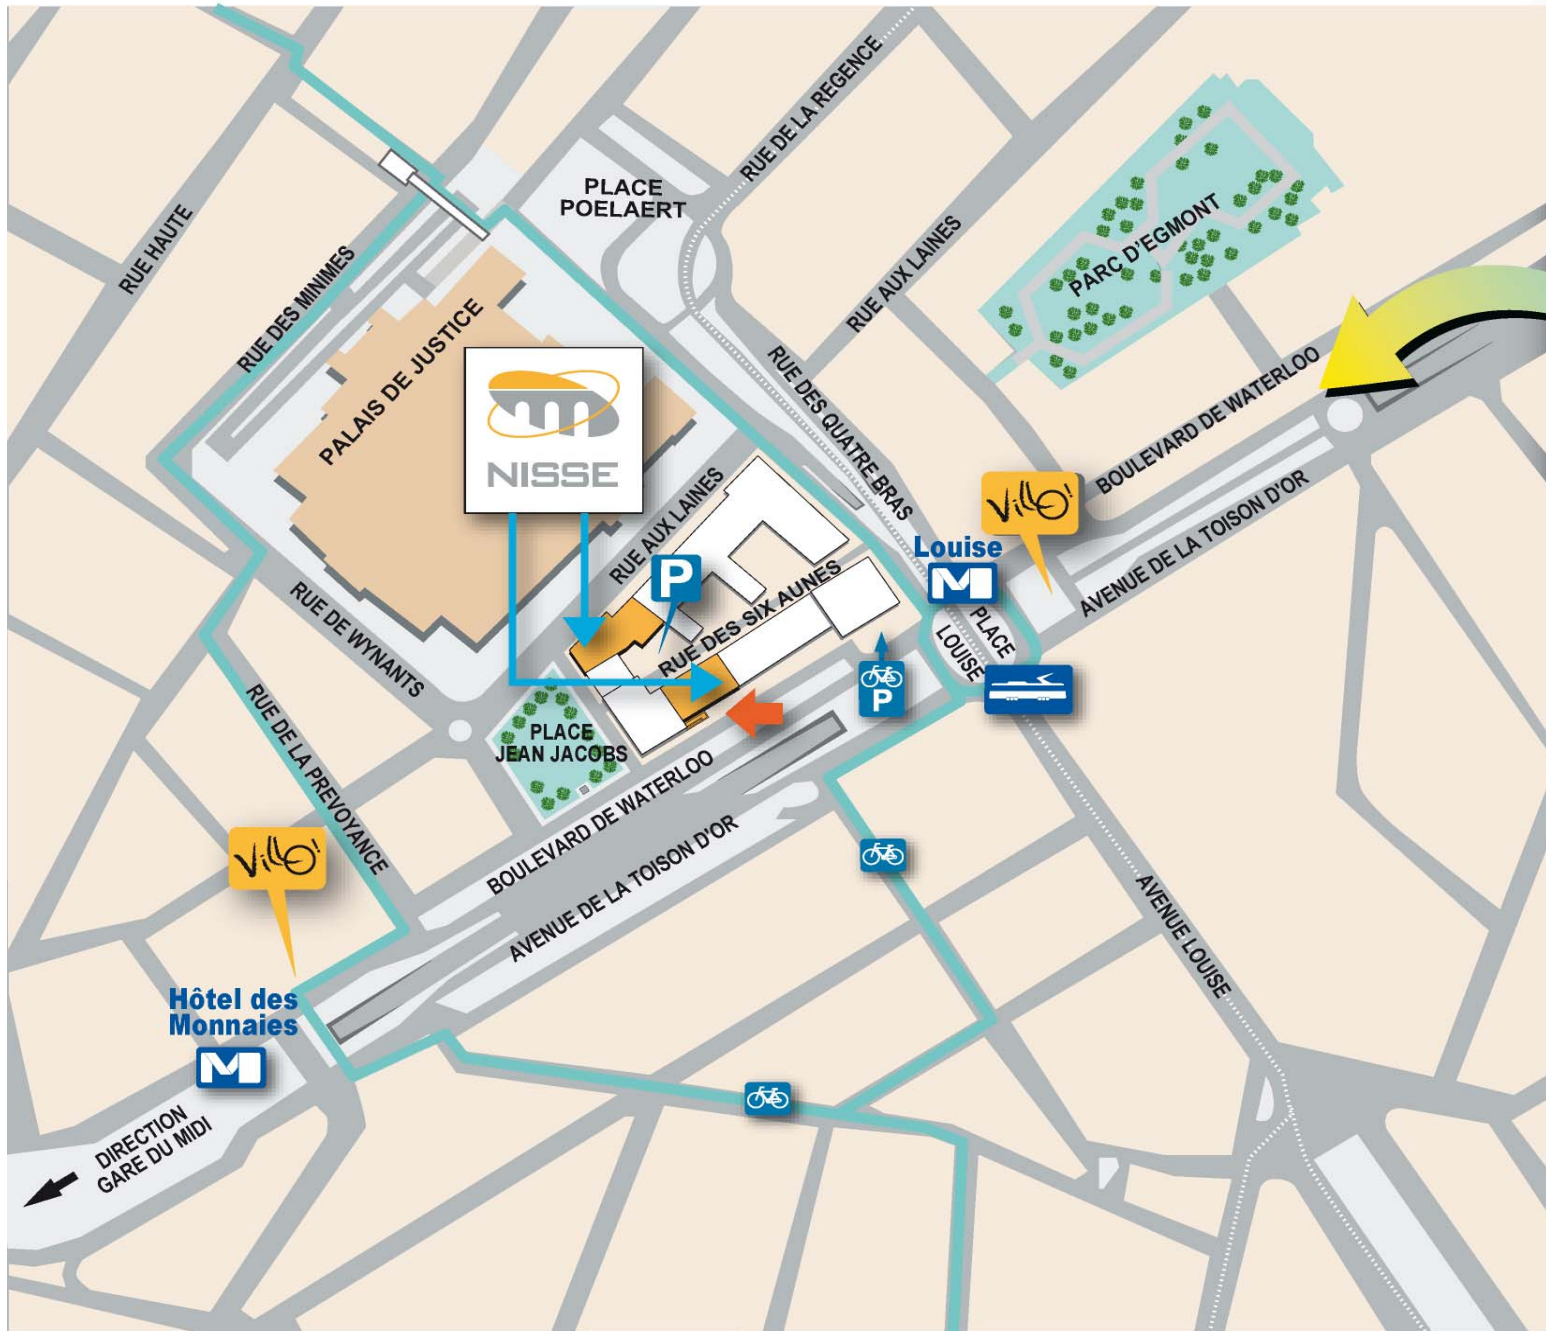 RUE DE LA REGENCE
PLACE
POELAERT
RUE HAUTE
RUE DES MINIMES
RUE AUX LAINES
PARC D'EGMONT
PALAIS DE JUSTICE
NISSE
RUE DES QUATRE BRAS
BOULEVARD DE WATERLOO
Villo!
AVENUE DE LA TOISON D'OR
RUE AUX LAINES
Louise
M
P
RUE DES SIX AUNES
RUE DE WYNANTS
PLACE
LOUISE
P
RUE DE LA PREVOYANCE
PLACE
JEAN JACOBS
BOULEVARD DE WATERLOO
AVENUE DE LA TOISON D'OR
Villo!
AVENUE LOUISE
Hôtel des
Monnaies
M
DIRECTION
GARE DU MIDI